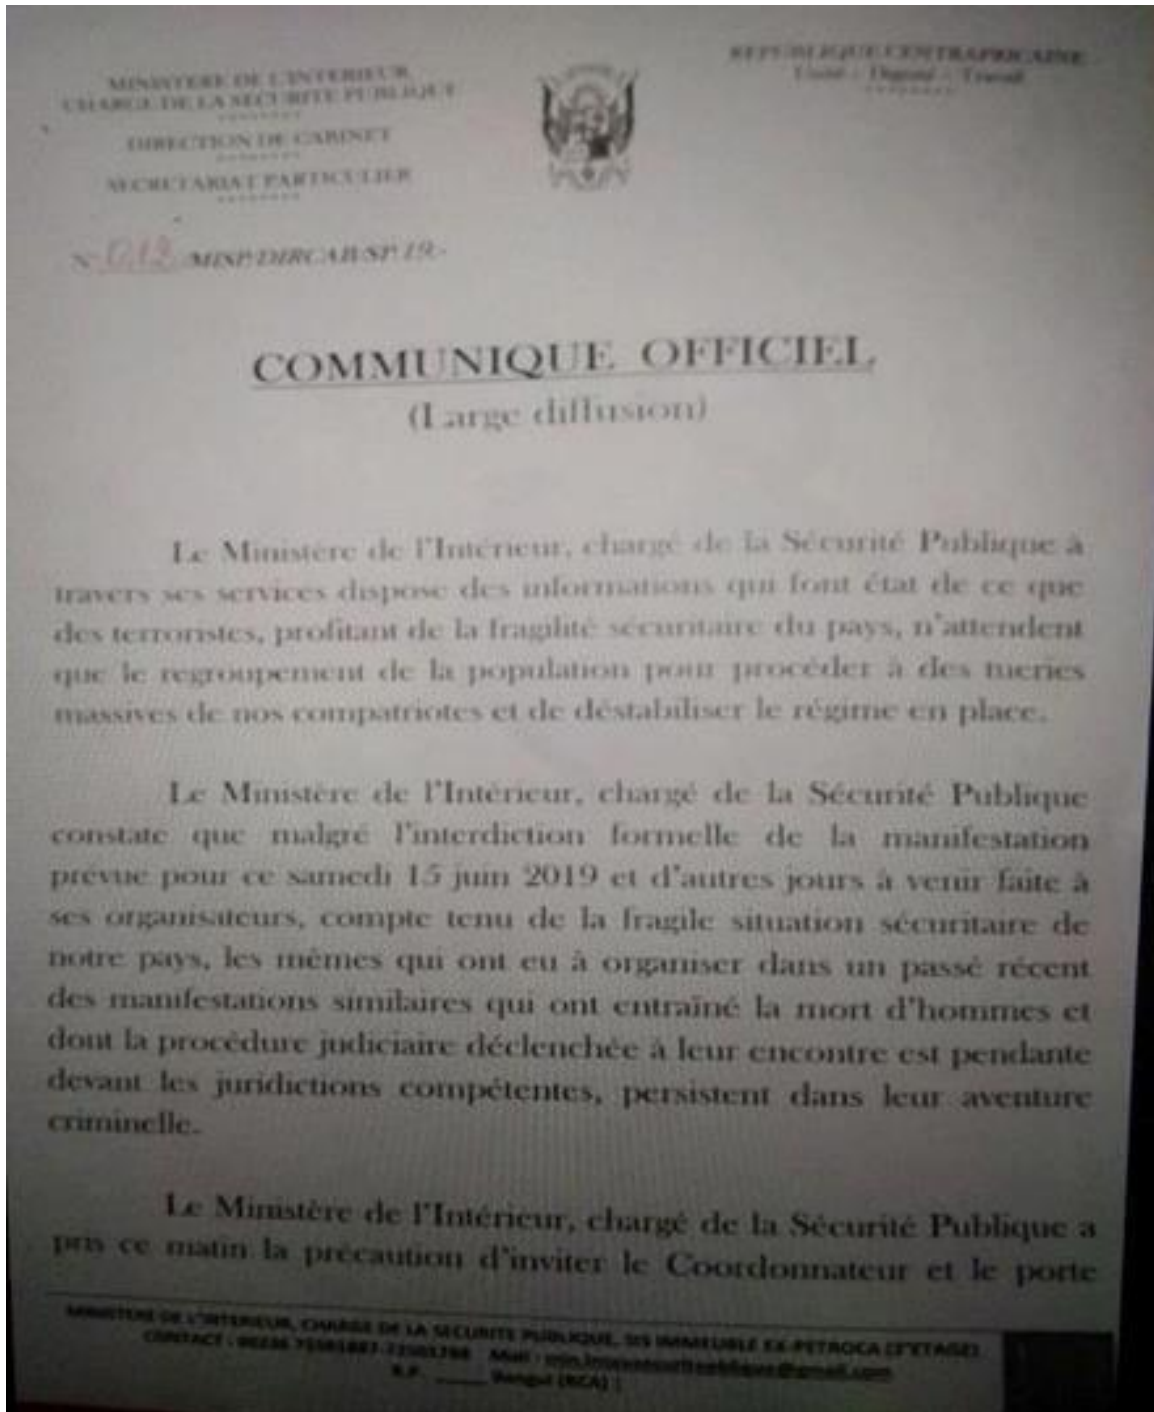 MINISTERE DE L'INTERIEUR
CHARGE DE LA SECURITE PUBLIQUE
DIRECTION DE CABINET
SECRETARIAT PARTICULIER
N° 012 /MISP/DIRCAB/SP/19.-
REPUBLIQUE CENTRAFRICAINE
Unité - Dignité - Travail
COMMUNIQUE OFFICIEL
(Large diffusion)
Le Ministère de l'Intérieur, chargé de la Sécurité Publique à
travers ses services dispose des informations qui font état de ce que
des terroristes, profitant de la fragilité sécuritaire du pays, n'attendent
que le regroupement de la population pour procéder à des tueries
massives de nos compatriotes et de déstabiliser le régime en place.
Le Ministère de l'Intérieur, chargé de la Sécurité Publique
constate que malgré l'interdiction formelle de la manifestation
prévue pour ce samedi 15 juin 2019 et d'autres jours à venir faite à
ses organisateurs, compte tenu de la fragile situation sécuritaire de
notre pays, les mêmes qui ont eu à organiser dans un passé récent
des manifestations similaires qui ont entraîné la mort d'hommes et
dont la procédure judiciaire déclenchée à leur encontre est pendante
devant les juridictions compétentes, persistent dans leur aventure
criminelle.
Le Ministère de l'Intérieur, chargé de la Sécurité Publique a
pris ce matin la précaution d'inviter le Coordonnateur et le porte
MINISTERE DE L'INTERIEUR, CHARGE DE LA SECURITE PUBLIQUE, SIS IMMEUBLE EX-PETROCA (2°ETAGE)
CONTACT : Mail :
B.P. _____ Bangui (RCA) :